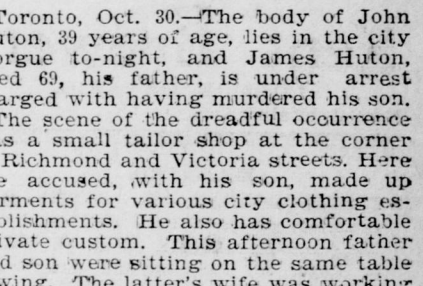 Toronto, Oct. 30.—The body of John
uton, 39 years of age, lies in the city
orgue to-night, and James Huton,
ed 69, his father, is under arrest
arged with having murdered his son.
The scene of the dreadful occurrence
s a small tailor shop at the corner
Richmond and Victoria streets. Here
e accused, with his son, made up
rments for various city clothing es-
blishments. He also has comfortable
ivate custom. This afternoon father
d son were sitting on the same table
wing. The latter's wife was working